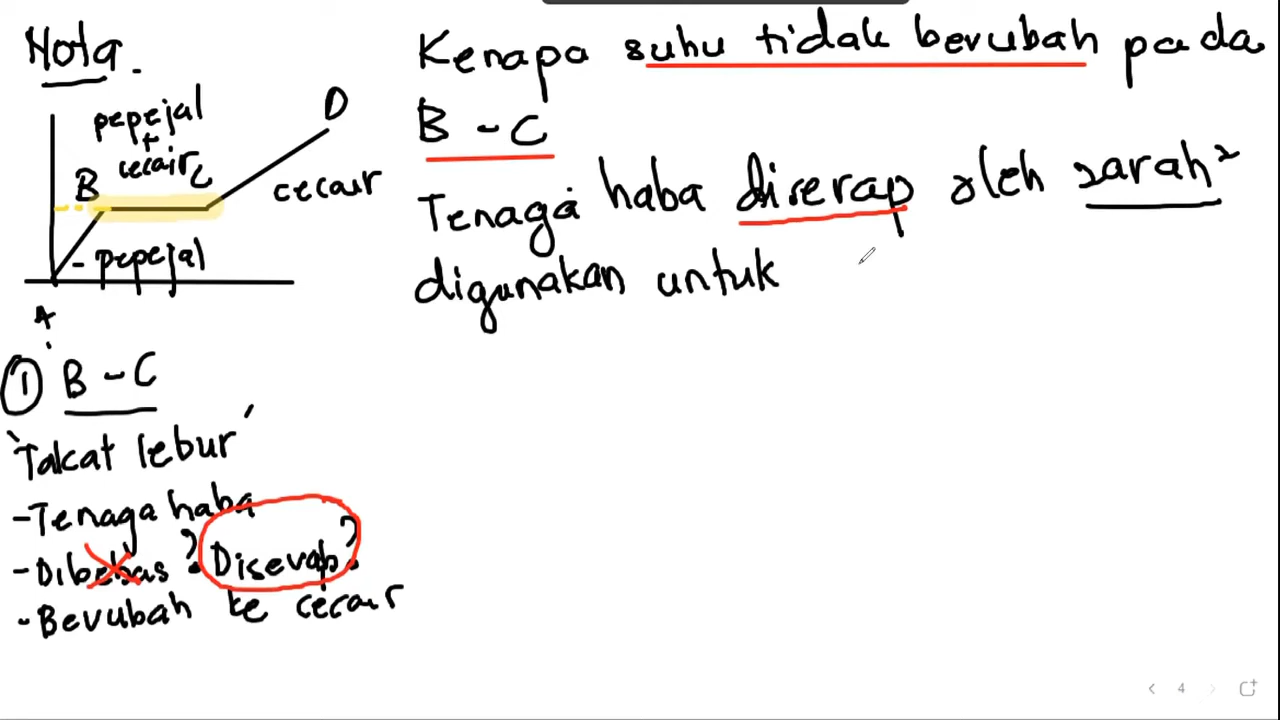 Nota.
pepejal
+
cecair
B
C
D
cecair
- pepejal
A
① B - C
'Takat lebur'
- Tenaga haba
- Dibebas? Diserap?
- Berubah ke cecair
Kenapa suhu tidak berubah pada
B - C
Tenaga haba diserap oleh zarah²
digunakan untuk
4